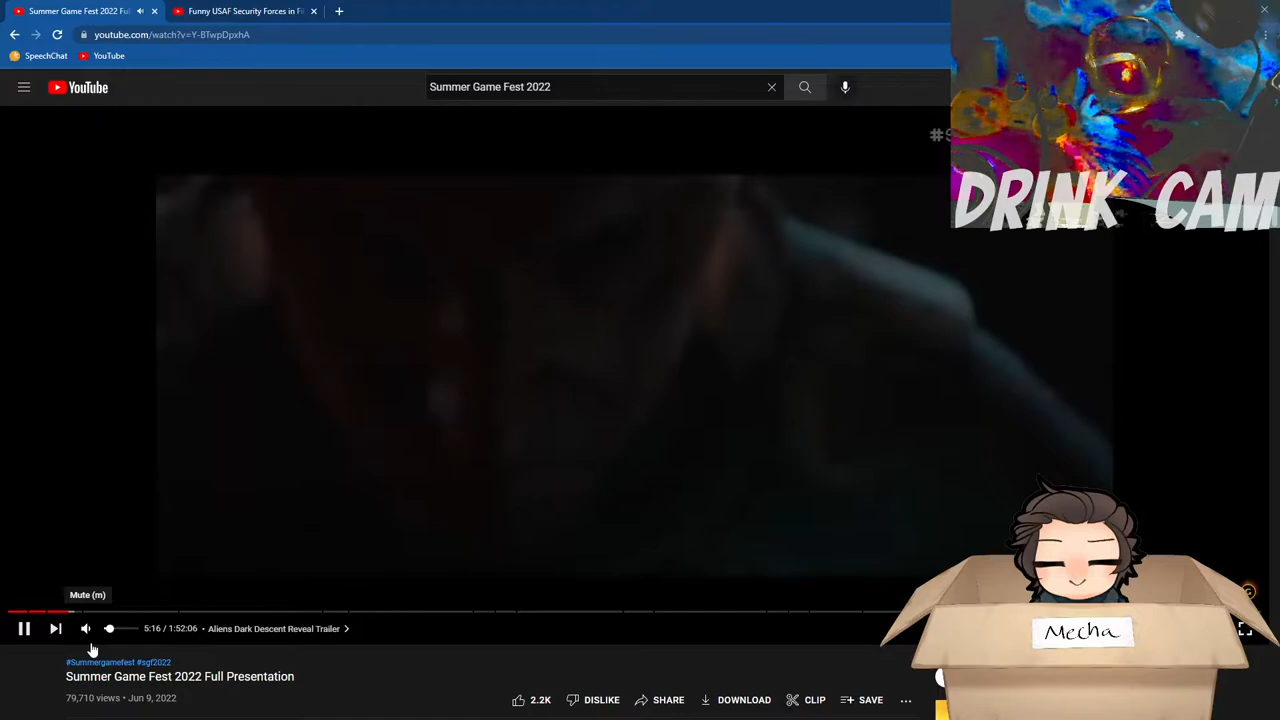 Summer Game Fest 2022 Ful
Funny USAF Security Forces in F
youtube.com/watch?v=Y-BTwpDpxhA
SpeechChat
YouTube
YouTube
Summer Game Fest 2022
DRINK CAM
Mute (m)
5:16 / 1:52:06 • Aliens Dark Descent Reveal Trailer
Mecha
#Summergamefest #sgf2022
Summer Game Fest 2022 Full Presentation
79,710 views • Jun 9, 2022
2.2K
DISLIKE
SHARE
DOWNLOAD
CLIP
SAVE